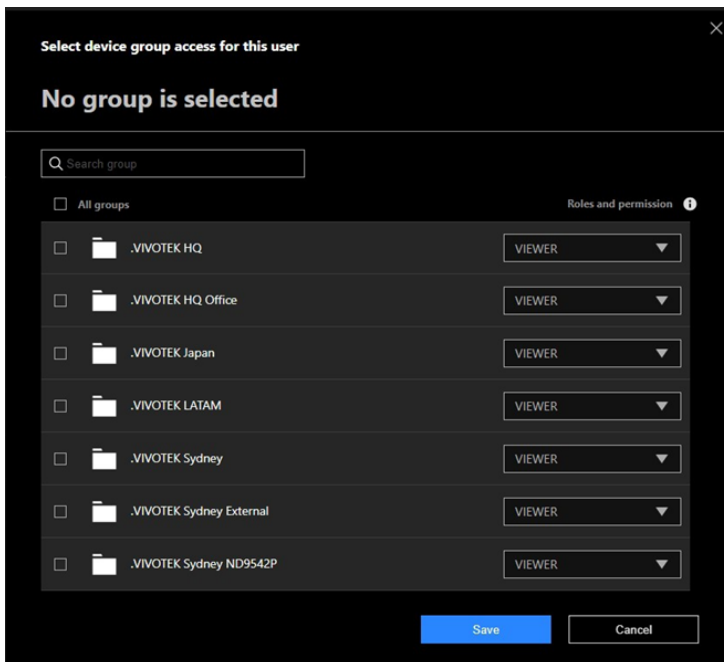 Select device group access for this user
No group is selected
Search group
All groups Roles and permission
.VIVOTEK HQ VIEWER
.VIVOTEK HQ Office VIEWER
.VIVOTEK Japan VIEWER
.VIVOTEK LATAM VIEWER
.VIVOTEK Sydney VIEWER
.VIVOTEK Sydney External VIEWER
.VIVOTEK Sydney ND9542P VIEWER
Save Cancel